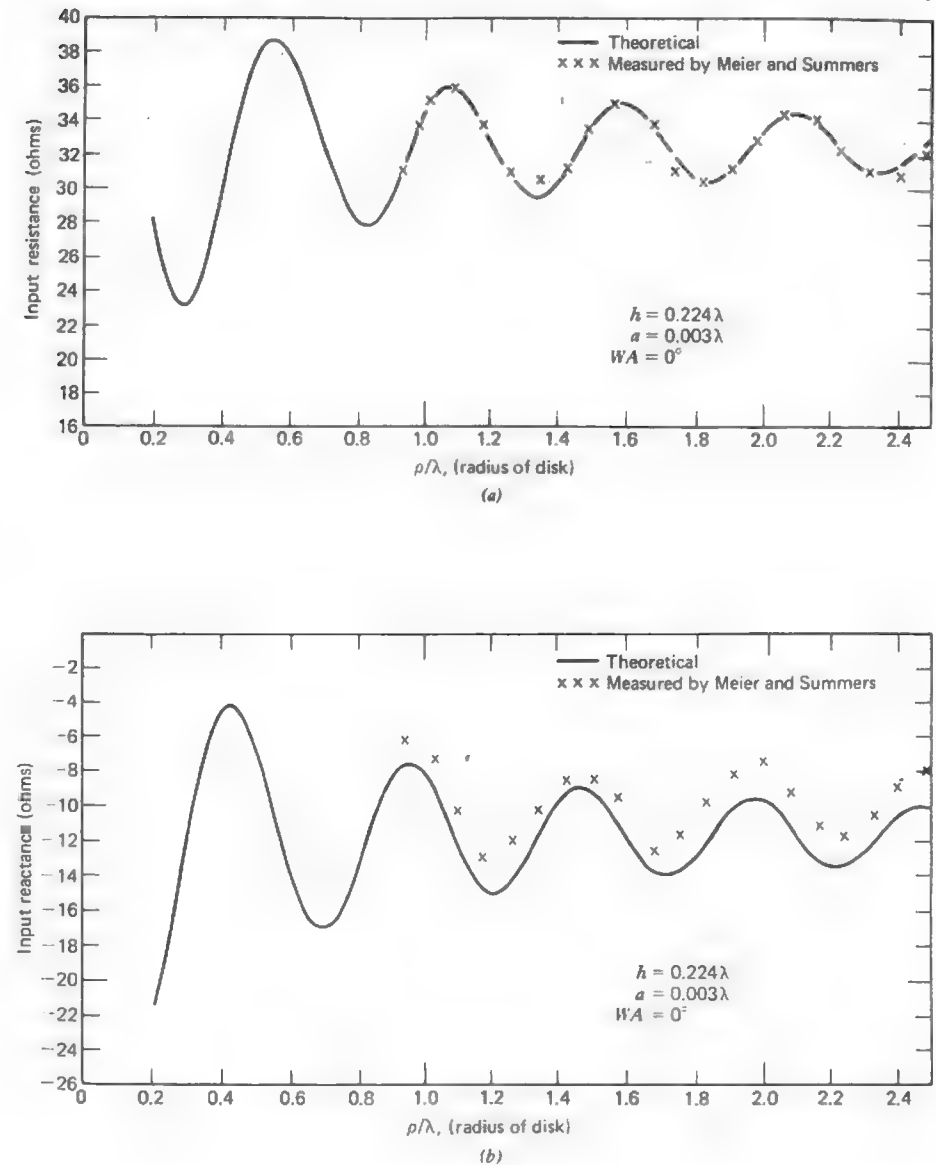 40
38
36
34
32
30
28
26
24
22
20
18
16
Input resistance (ohms)
Theoretical
x x x Measured by Meier and Summers
h = 0.224λ
a = 0.003λ
WA = 0°
0 0.2 0.4 0.6 0.8 1.0 1.2 1.4 1.6 1.8 2.0 2.2 2.4
ρ/λ, (radius of disk)
(a)
-2
-4
-6
-8
-10
-12
-14
-16
-18
-20
-22
-24
-26
Input reactance (ohms)
Theoretical
x x x Measured by Meier and Summers
h = 0.224λ
a = 0.003λ
WA = 0°
0 0.2 0.4 0.6 0.8 1.0 1.2 1.4 1.6 1.8 2.0 2.2 2.4
ρ/λ, (radius of disk)
(b)